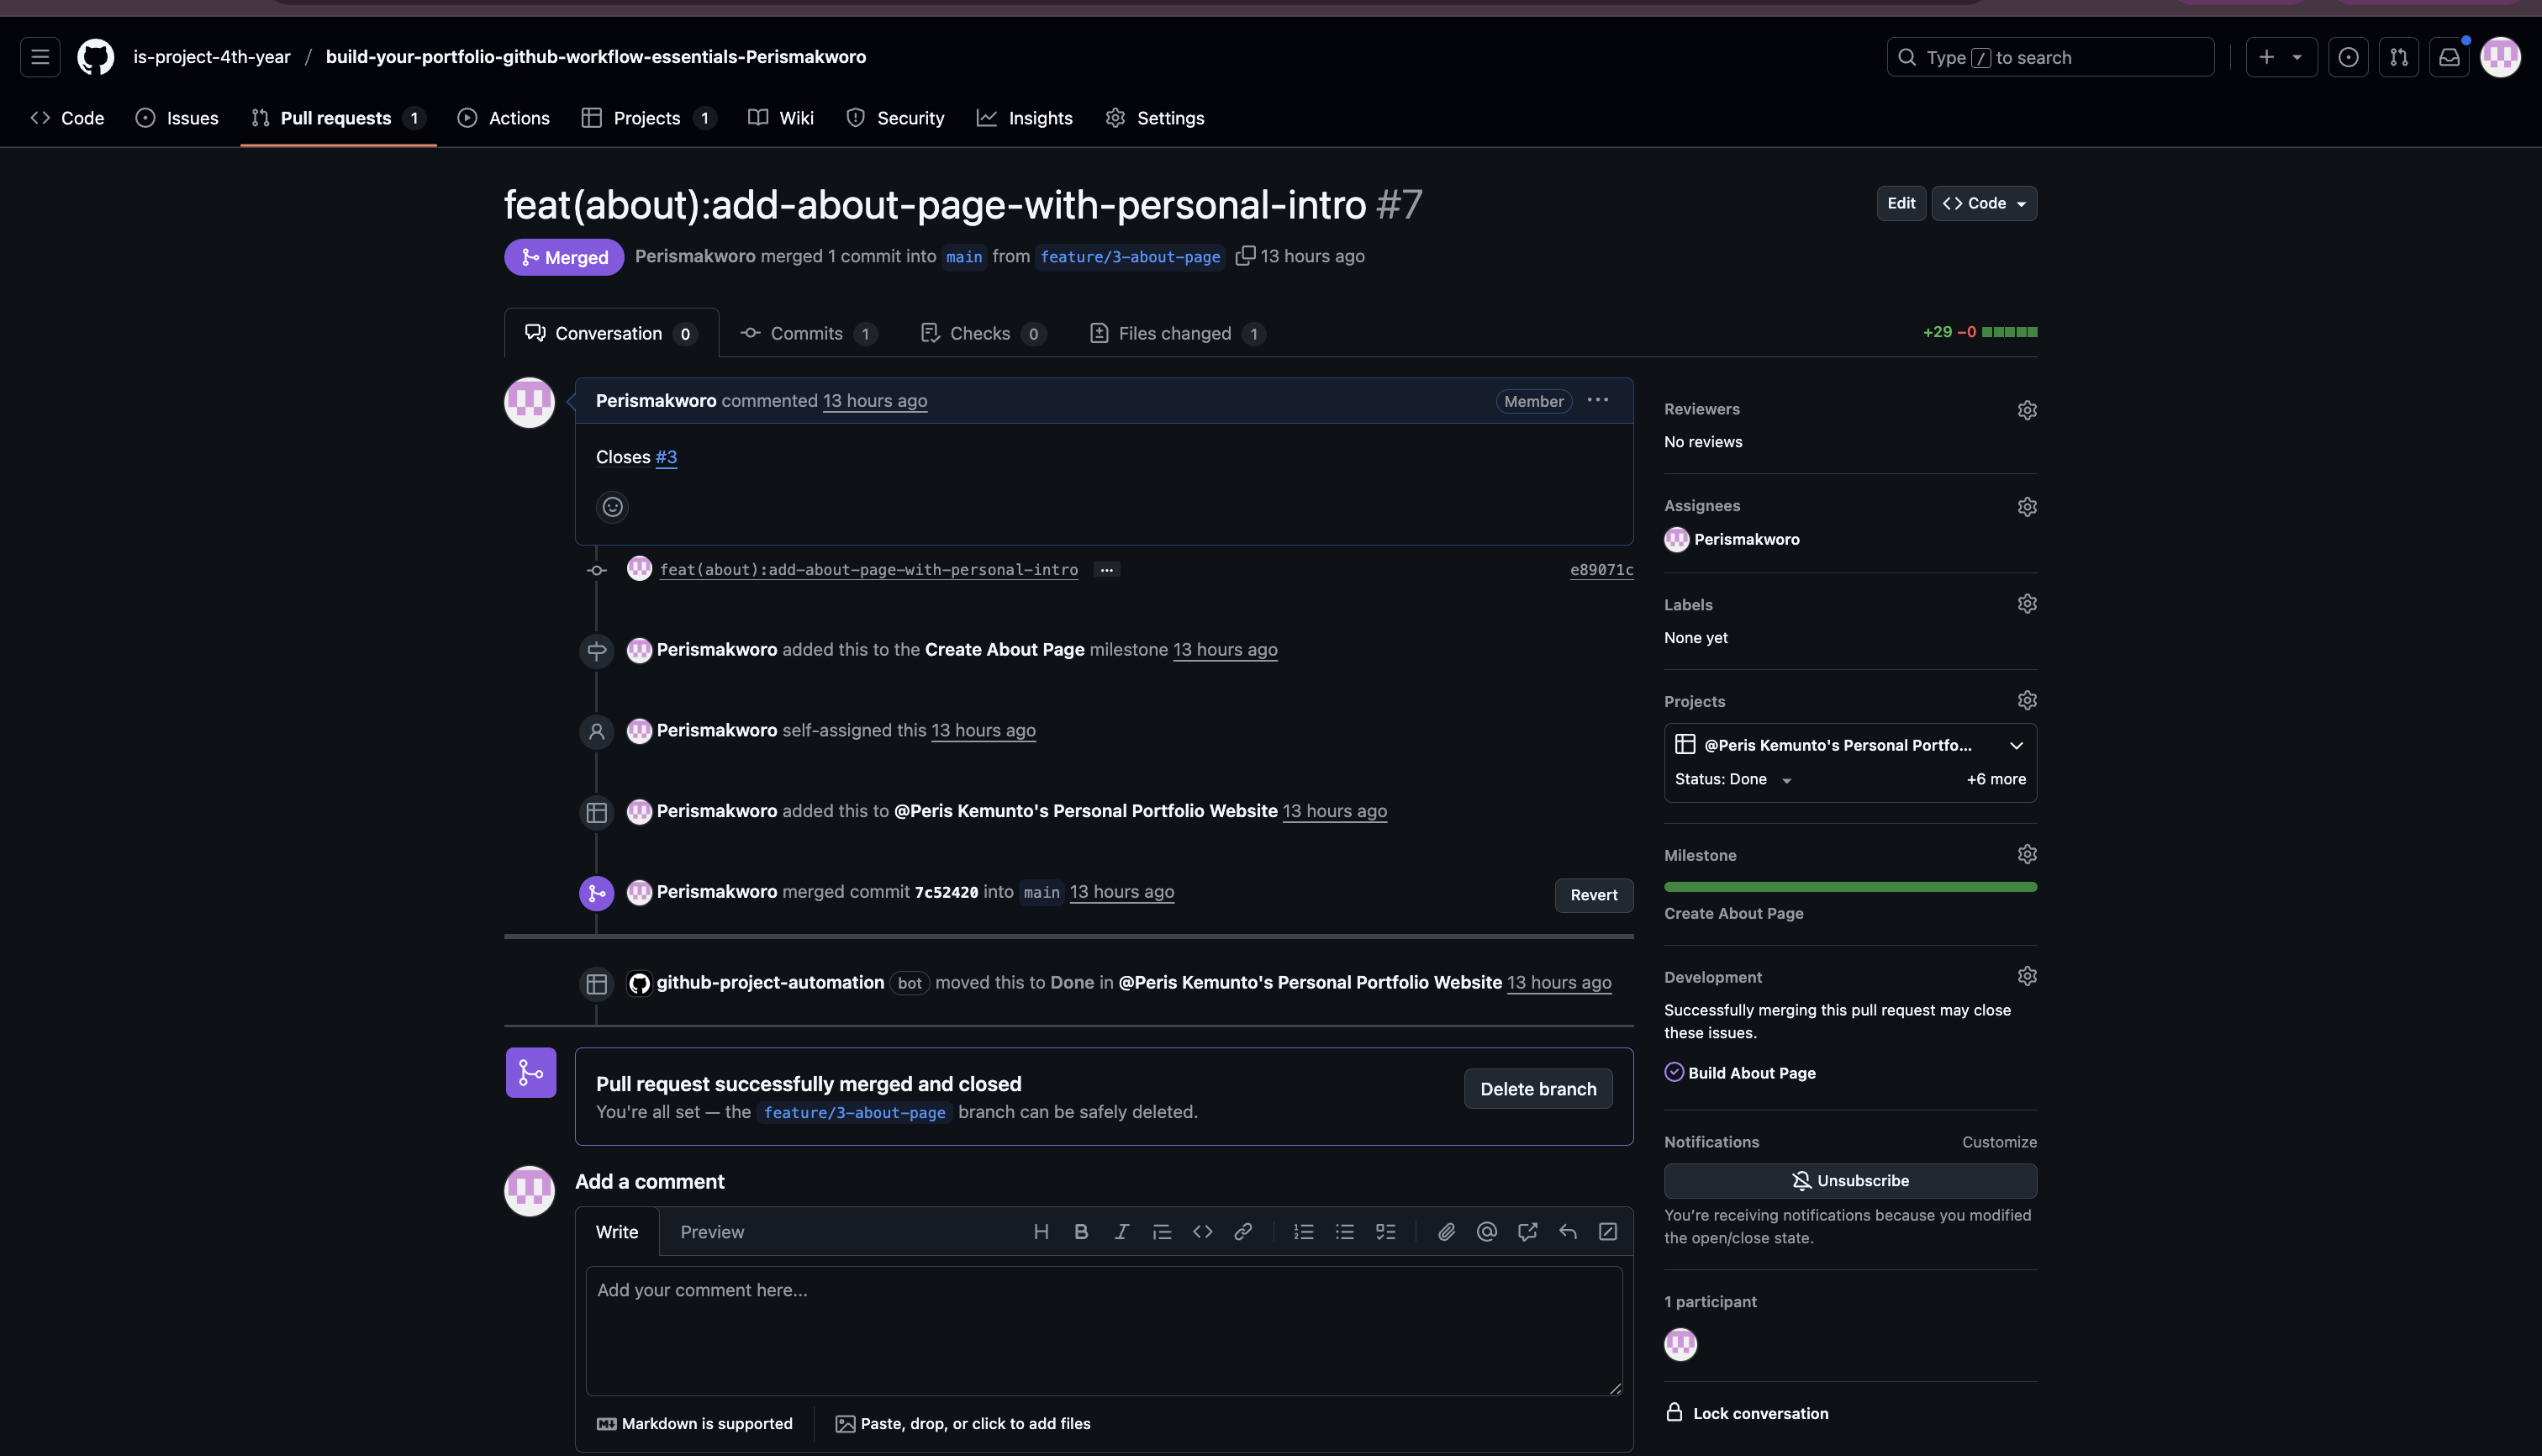 is-project-4th-year / build-your-portfolio-github-workflow-essentials-Perismakworo
Type / to search
Code Issues Pull requests 1 Actions Projects 1 Wiki Security Insights Settings
feat(about):add-about-page-with-personal-intro #7
Edit Code
Merged Perismakworo merged 1 commit into main from feature/3-about-page 13 hours ago
Conversation 0 Commits 1 Checks 0 Files changed 1
+29 −0
Perismakworo commented 13 hours ago
Member
Closes #3
feat(about):add-about-page-with-personal-intro ... e89071c
Perismakworo added this to the Create About Page milestone 13 hours ago
Perismakworo self-assigned this 13 hours ago
Perismakworo added this to @Peris Kemunto's Personal Portfolio Website 13 hours ago
Perismakworo merged commit 7c52420 into main 13 hours ago
Revert
github-project-automation bot moved this to Done in @Peris Kemunto's Personal Portfolio Website 13 hours ago
Pull request successfully merged and closed
You're all set — the feature/3-about-page branch can be safely deleted.
Delete branch
Add a comment
Write Preview
Add your comment here...
Markdown is supported
Paste, drop, or click to add files
Reviewers
No reviews
Assignees
Perismakworo
Labels
None yet
Projects
@Peris Kemunto's Personal Portfo...
Status: Done +6 more
Milestone
Create About Page
Development
Successfully merging this pull request may close
these issues.
Build About Page
Notifications Customize
Unsubscribe
You're receiving notifications because you modified
the open/close state.
1 participant
Lock conversation